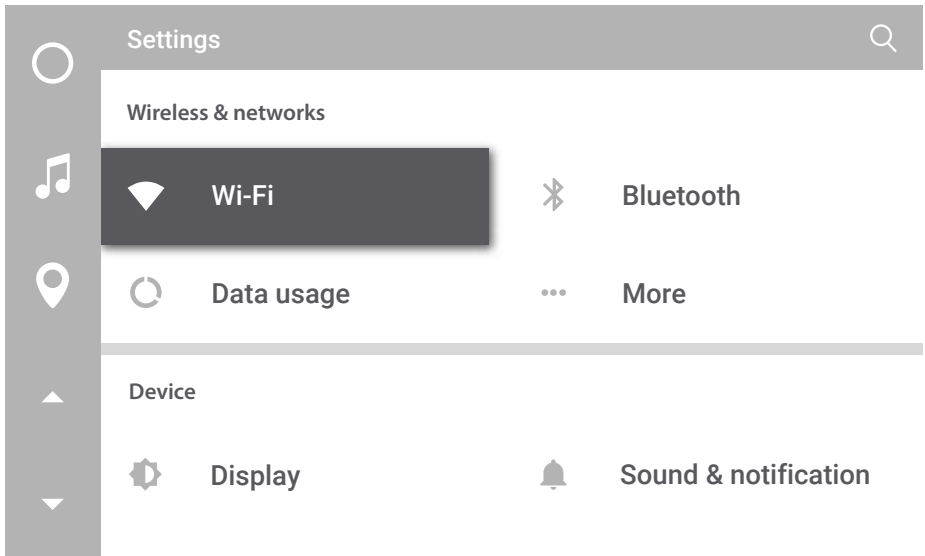 Settings
Wireless & networks
Wi-Fi
Bluetooth
Data usage
More
Device
Display
Sound & notification